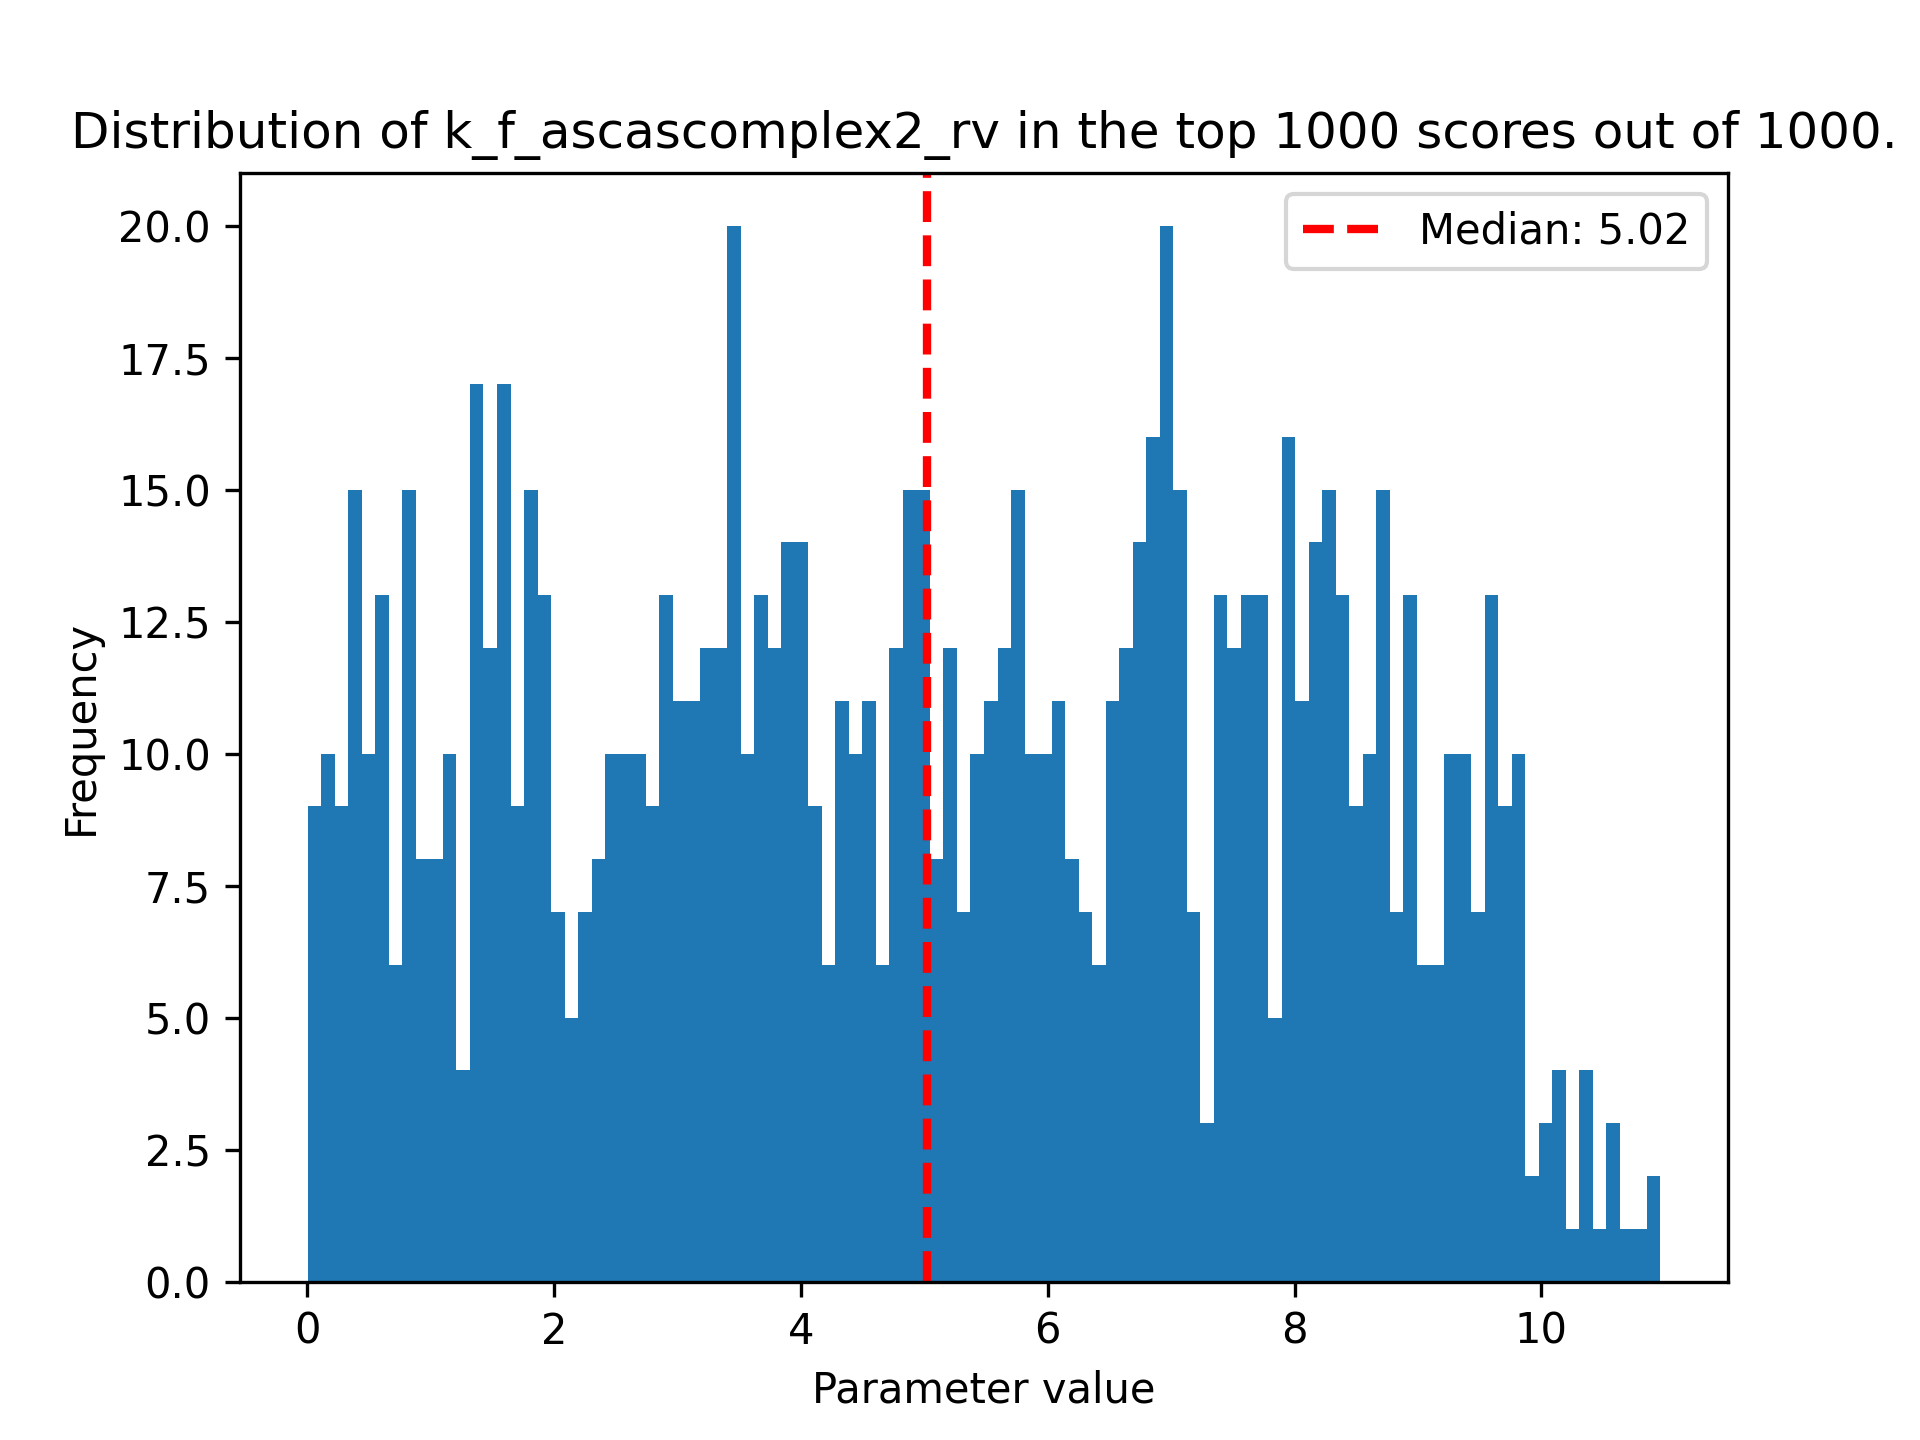 Distribution of k_f_ascascomplex2_rv in the top 1000 scores out of 1000.
Median: 5.02
20.0
17.5
15.0
12.5
10.0
7.5
5.0
2.5
0.0
Frequency
0 2 4 6 8 10
Parameter value